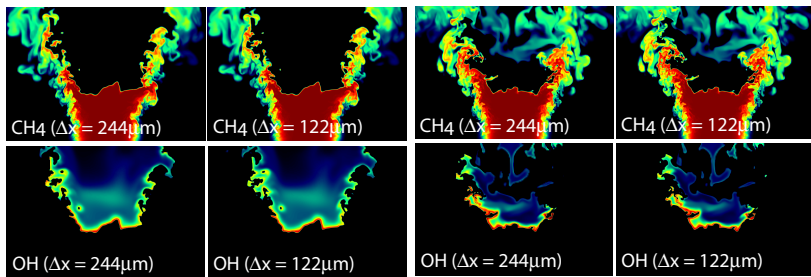 CH4 (Δx = 244μm)
CH4 (Δx = 122μm)
CH4 (Δx = 244μm)
CH4 (Δx = 122μm)
OH (Δx = 244μm)
OH (Δx = 122μm)
OH (Δx = 244μm)
OH (Δx = 122μm)